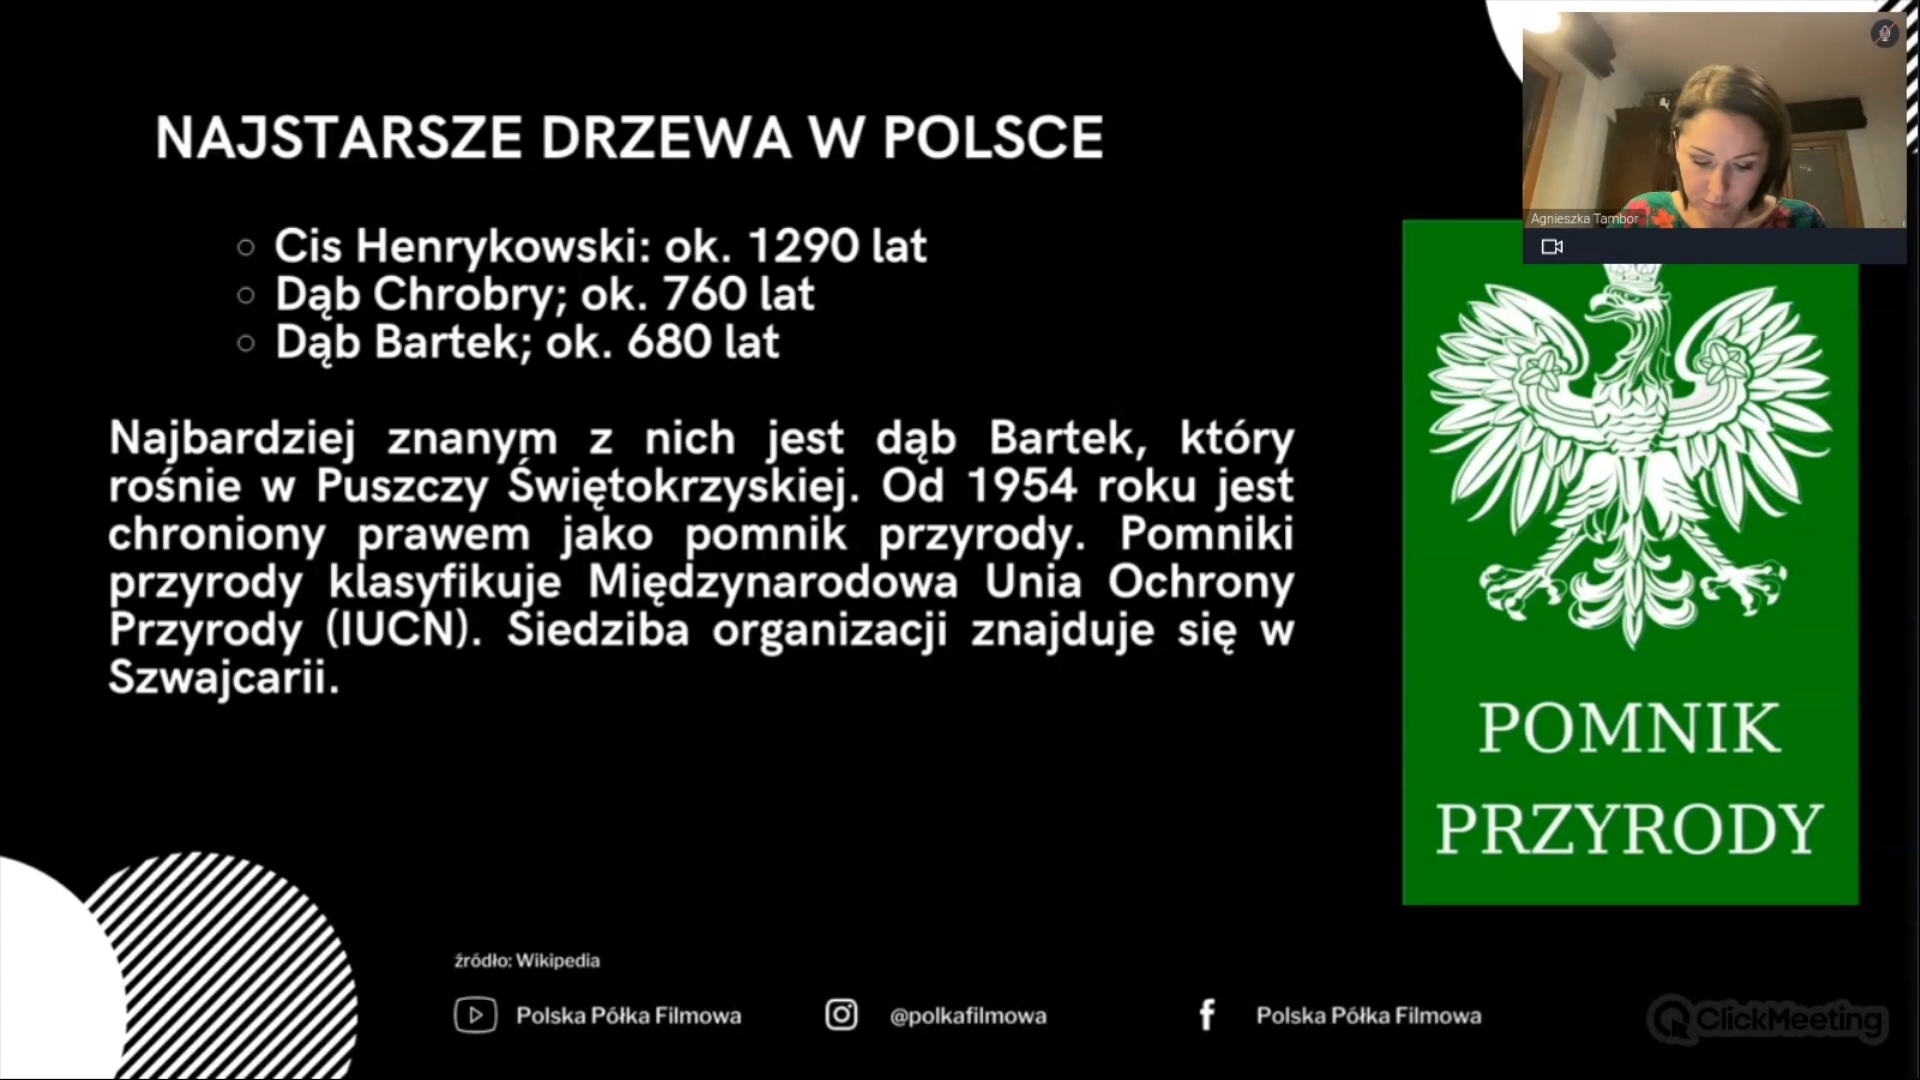 NAJSTARSZE DRZEWA W POLSCE
Cis Henrykowski: ok. 1290 lat
Dąb Chrobry; ok. 760 lat
Dąb Bartek; ok. 680 lat
Najbardziej znanym z nich jest dąb Bartek, który
rośnie w Puszczy Świętokrzyskiej. Od 1954 roku jest
chroniony prawem jako pomnik przyrody. Pomniki
przyrody klasyfikuje Międzynarodowa Unia Ochrony
Przyrody (IUCN). Siedziba organizacji znajduje się w
Szwajcarii.
Agnieszka Tambor
POMNIK
PRZYRODY
źródło: Wikipedia
Polska Półka Filmowa
@polkafilmowa
Polska Półka Filmowa
ClickMeeting